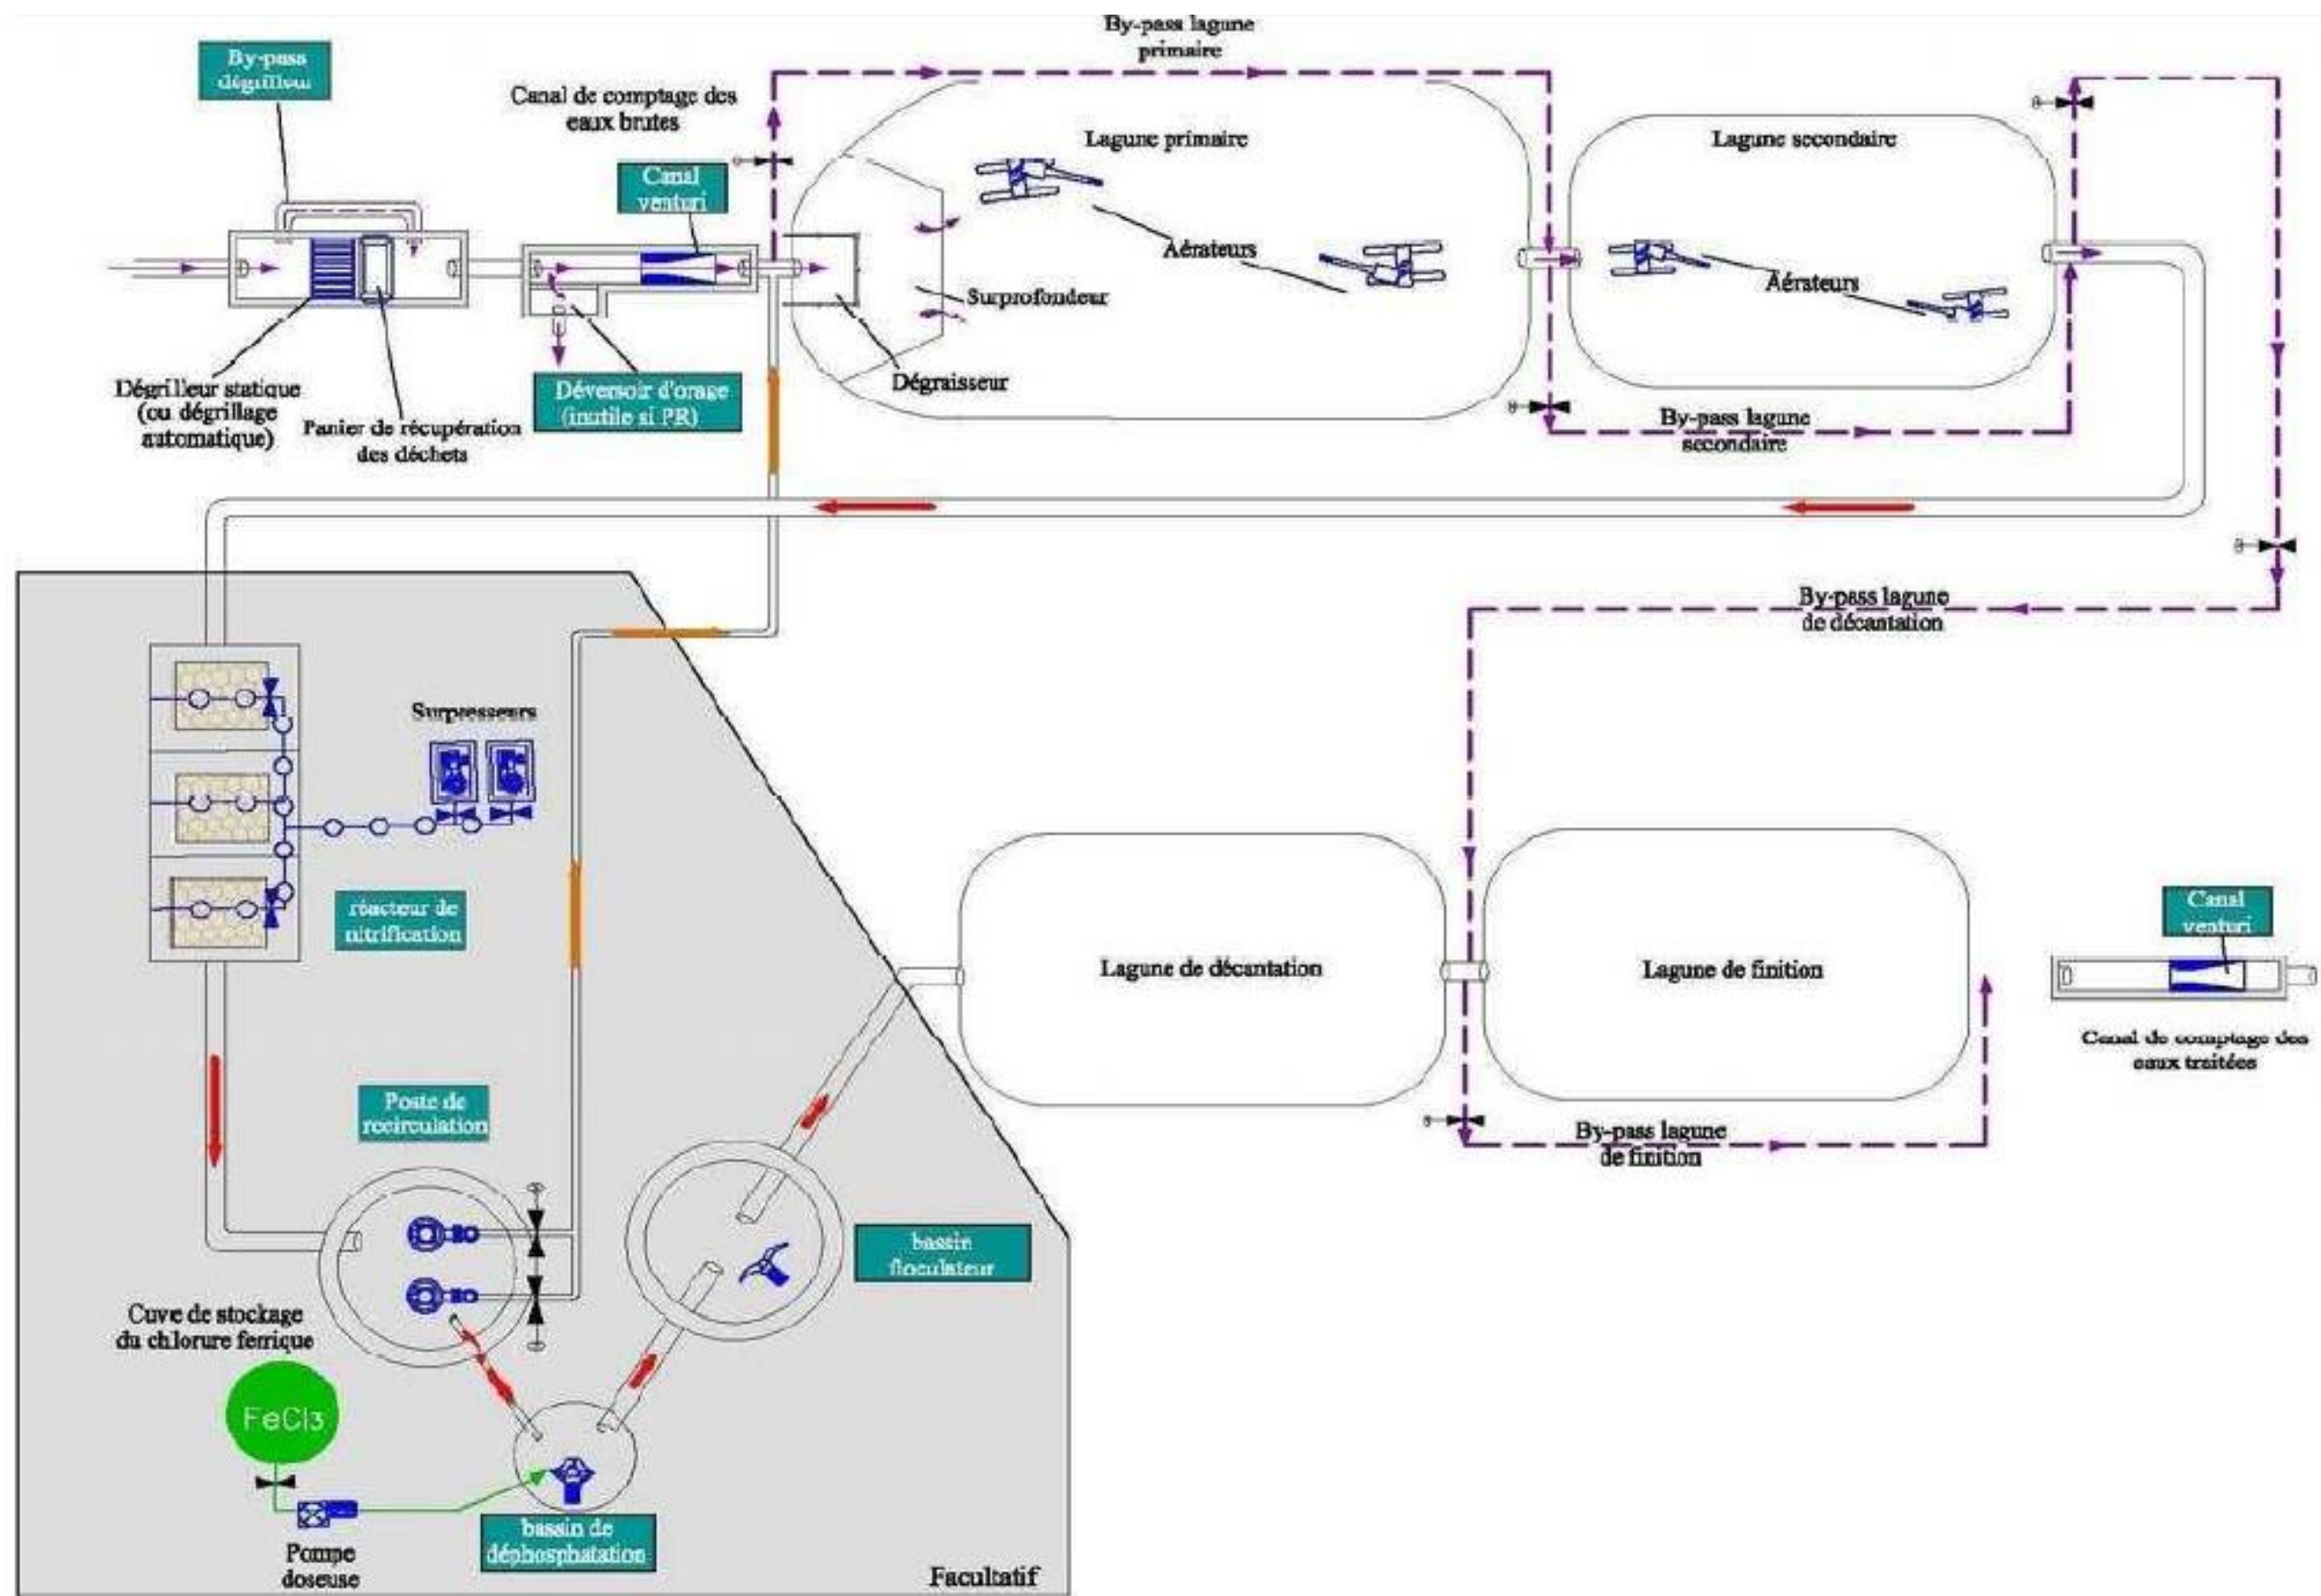 By-pass lagune
primaire
By-pass
dégrilleur
Canal de comptage des
eaux brutes
Canal
venturi
Lagune primaire
Lagune secondaire
Aérateurs
Aérateurs
Surprofondeur
Dégraisseur
Dégrilleur statique
(ou dégrillage
automatique)
Panier de récupération
des déchets
Déversoir d'orage
(inutile si PR)
By-pass lagune
secondaire
By-pass lagune
de décantation
Surpresseurs
réacteur de
nitrification
Lagune de décantation
Lagune de finition
Canal
venturi
Canal de comptage des
eaux traitées
Poste de
recirculation
By-pass lagune
de finition
bassin
floculateur
Cuve de stockage
du chlorure ferrique
FeCl3
Pompe
doseuse
bassin de
déphosphatation
Facultatif